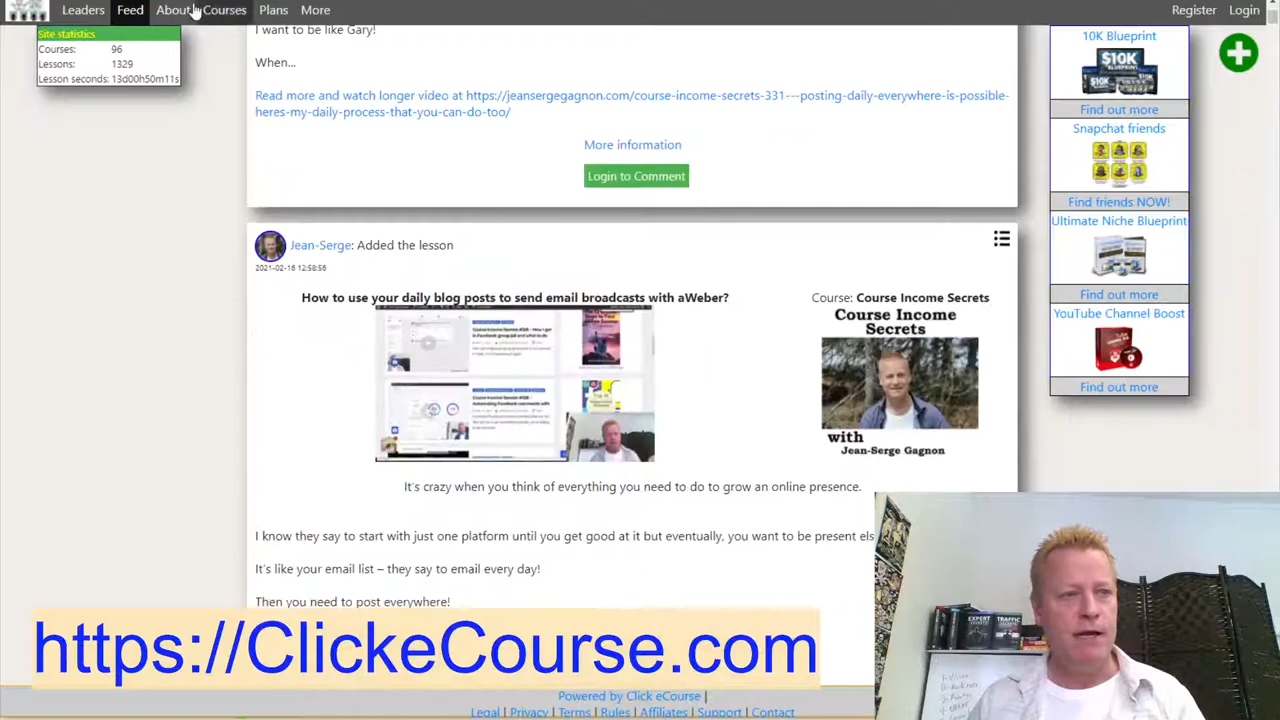 Leaders Feed About Courses Plans More Register Login
Site statistics
Courses: 96
Lessons: 1329
Lesson seconds: 13d00h50m11s
I want to be like Gary!
When...
Read more and watch longer video at https://jeansergegagnon.com/course-income-secrets-331---posting-daily-everywhere-is-possible-
heres-my-daily-process-that-you-can-do-too/
More information
Login to Comment
Jean-Serge: Added the lesson
2021-02-16 12:58:56
How to use your daily blog posts to send email broadcasts with aWeber?
Course: Course Income Secrets
Course Income
Secrets
with
Jean-Serge Gagnon
It's crazy when you think of everything you need to do to grow an online presence.
I know they say to start with just one platform until you get good at it but eventually, you want to be present els
It's like your email list – they say to email every day!
Then you need to post everywhere!
10K Blueprint
$10K
Find out more
Snapchat friends
Find friends NOW!
Ultimate Niche Blueprint
Find out more
YouTube Channel Boost
Find out more
https://ClickeCourse.com
EXPERT
SECRETS
TRAFFIC
SECRETS
Powered by Click eCourse |
Legal | Privacy | Terms | Rules | Affiliates | Support | Contact